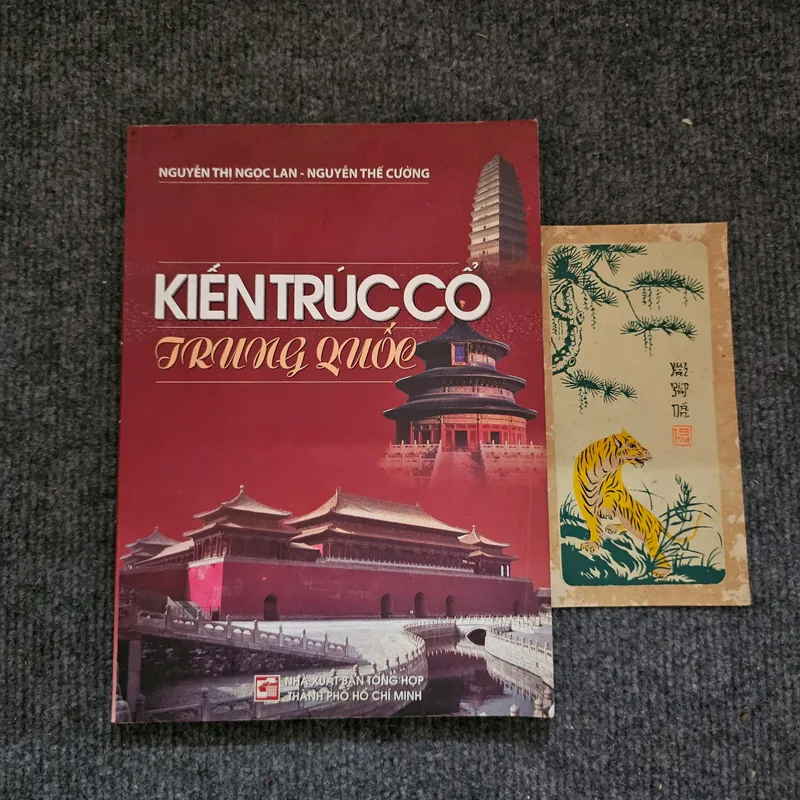 NGUYỄN THỊ NGỌC LAN - NGUYỄN THẾ CƯỜNG
KIẾN TRÚC CỔ
TRUNG QUỐC
NHÀ XUẤT BẢN TỔNG HỢP
THÀNH PHỐ HỒ CHÍ MINH